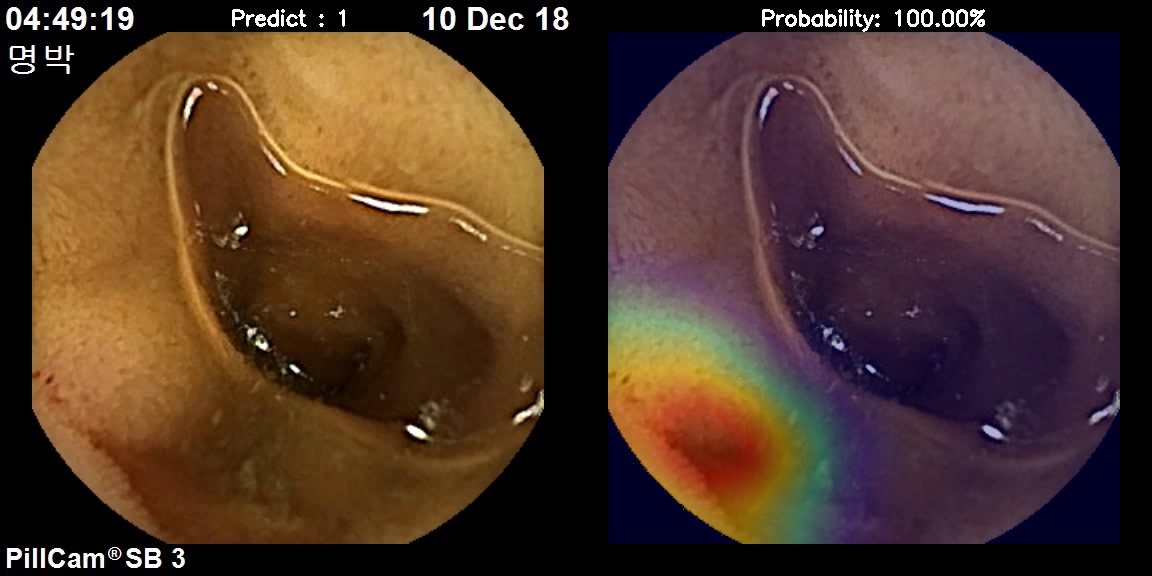 04:49:19
Predict : 1
10 Dec 18
Probability: 100.00%
명박
PillCam® SB 3